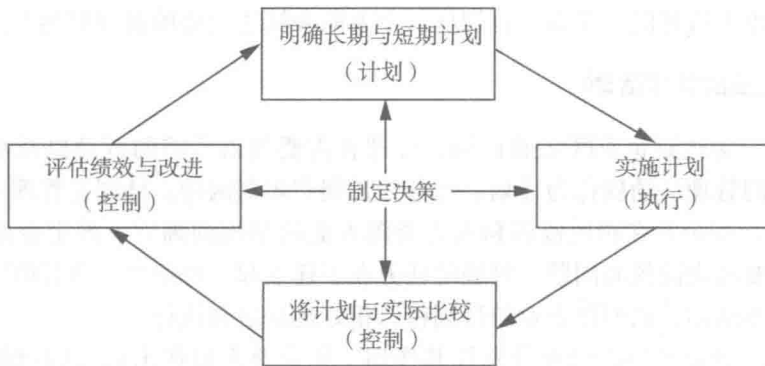 明确长期与短期计划
（计划）
评估绩效与改进
（控制）
制定决策
实施计划
（执行）
将计划与实际比较
（控制）